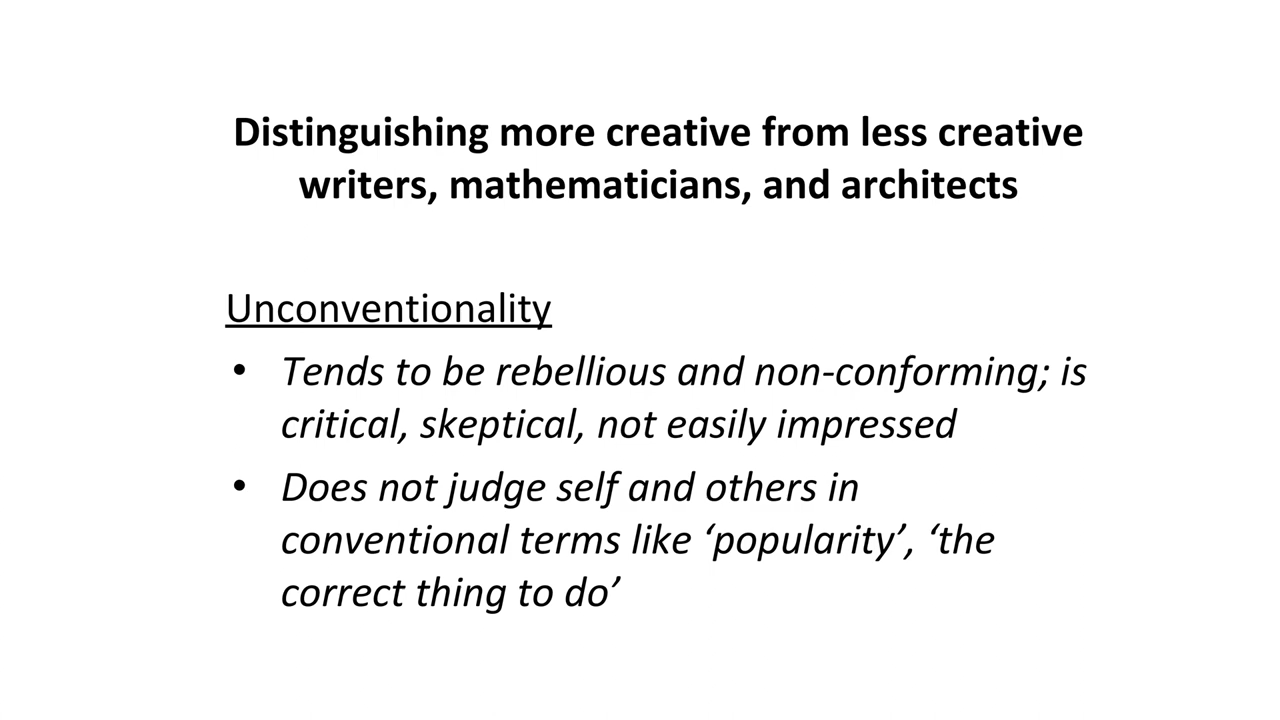 Distinguishing more creative from less creative
writers, mathematicians, and architects
Unconventionality
• Tends to be rebellious and non-conforming; is
critical, skeptical, not easily impressed
• Does not judge self and others in
conventional terms like ‘popularity’, ‘the
correct thing to do’